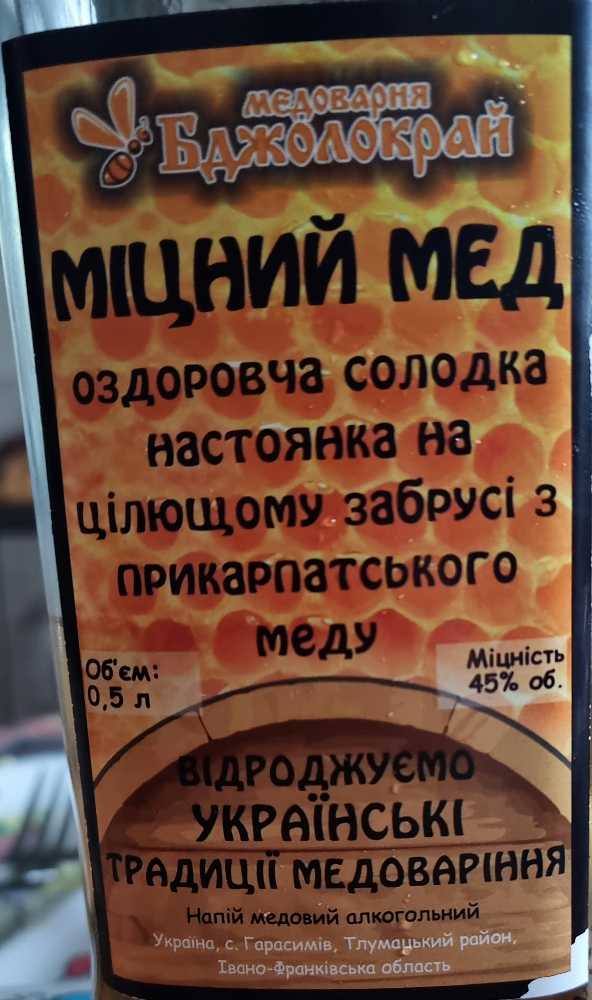 медоварня
Бджолокрай
МІЦНИЙ МЕД
оздоровча солодка
настоянка на
цілющому забрусі з
прикарпатського
меду
Об'єм:
0,5 л
Міцність
45% об.
ВІДРОДЖУЄМО
УКРАЇНСЬКІ
ТРАДИЦІЇ МЕДОВАРІННЯ
Напій медовий алкогольний
Україна, с. Гарасимів, Тлумацький район,
Івано-Франківська область